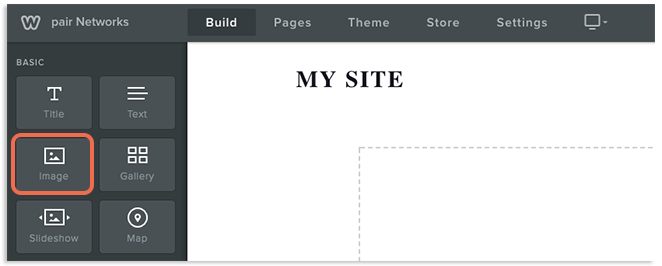 pair Networks Build Pages Theme Store Settings
BASIC
MY SITE
Title Text
Image Gallery
Slideshow Map